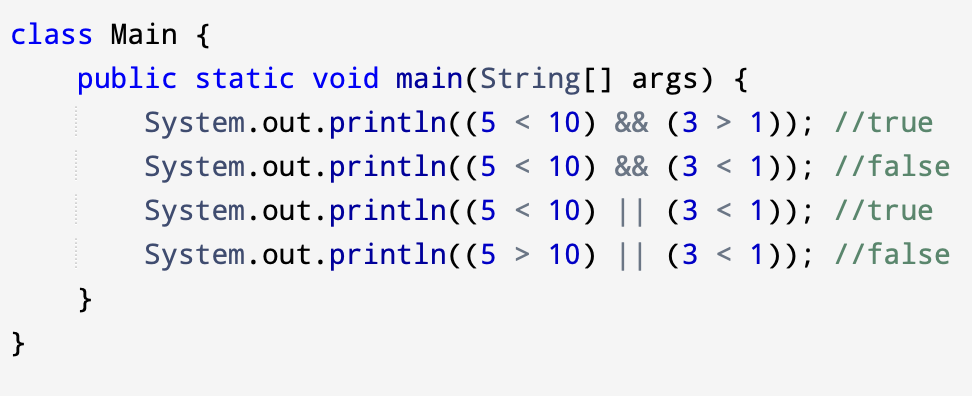 class Main {
    public static void main(String[] args) {
        System.out.println((5 < 10) && (3 > 1)); //true
        System.out.println((5 < 10) && (3 < 1)); //false
        System.out.println((5 < 10) || (3 < 1)); //true
        System.out.println((5 > 10) || (3 < 1)); //false
    }
}